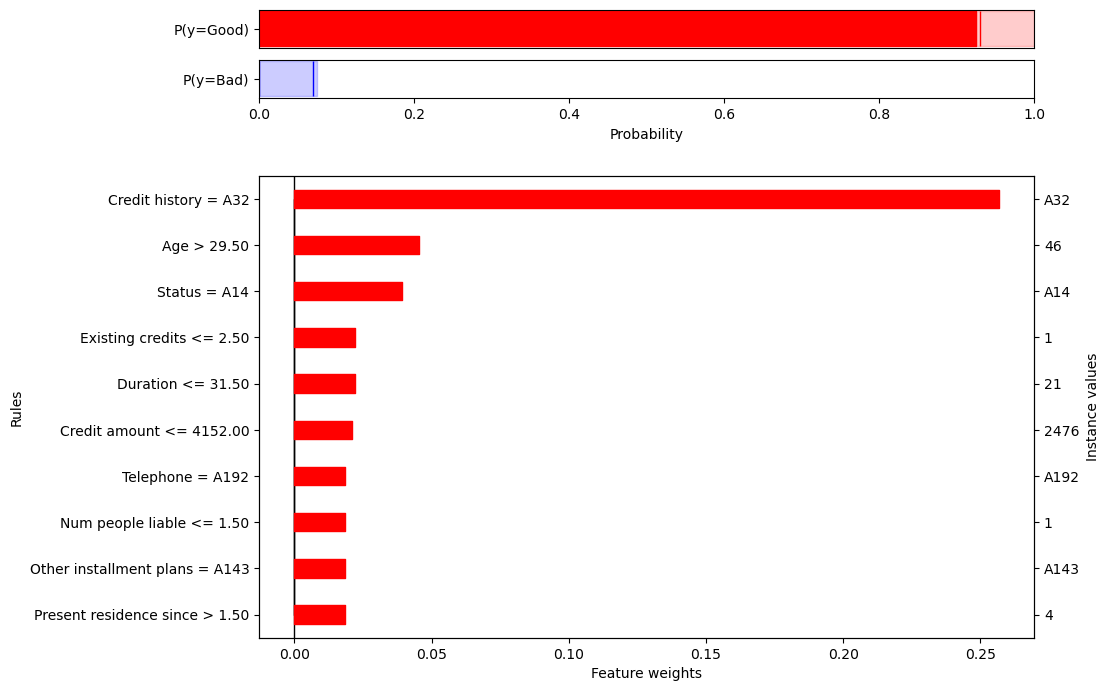 P(y=Good)
P(y=Bad)
0.0 0.2 0.4 0.6 0.8 1.0
Probability
Credit history = A32 A32
Age > 29.50 46
Status = A14 A14
Existing credits <= 2.50 1
Duration <= 31.50 21
Credit amount <= 4152.00 2476
Telephone = A192 A192
Num people liable <= 1.50 1
Other installment plans = A143 A143
Present residence since > 1.50 4
Rules
Instance values
0.00 0.05 0.10 0.15 0.20 0.25
Feature weights